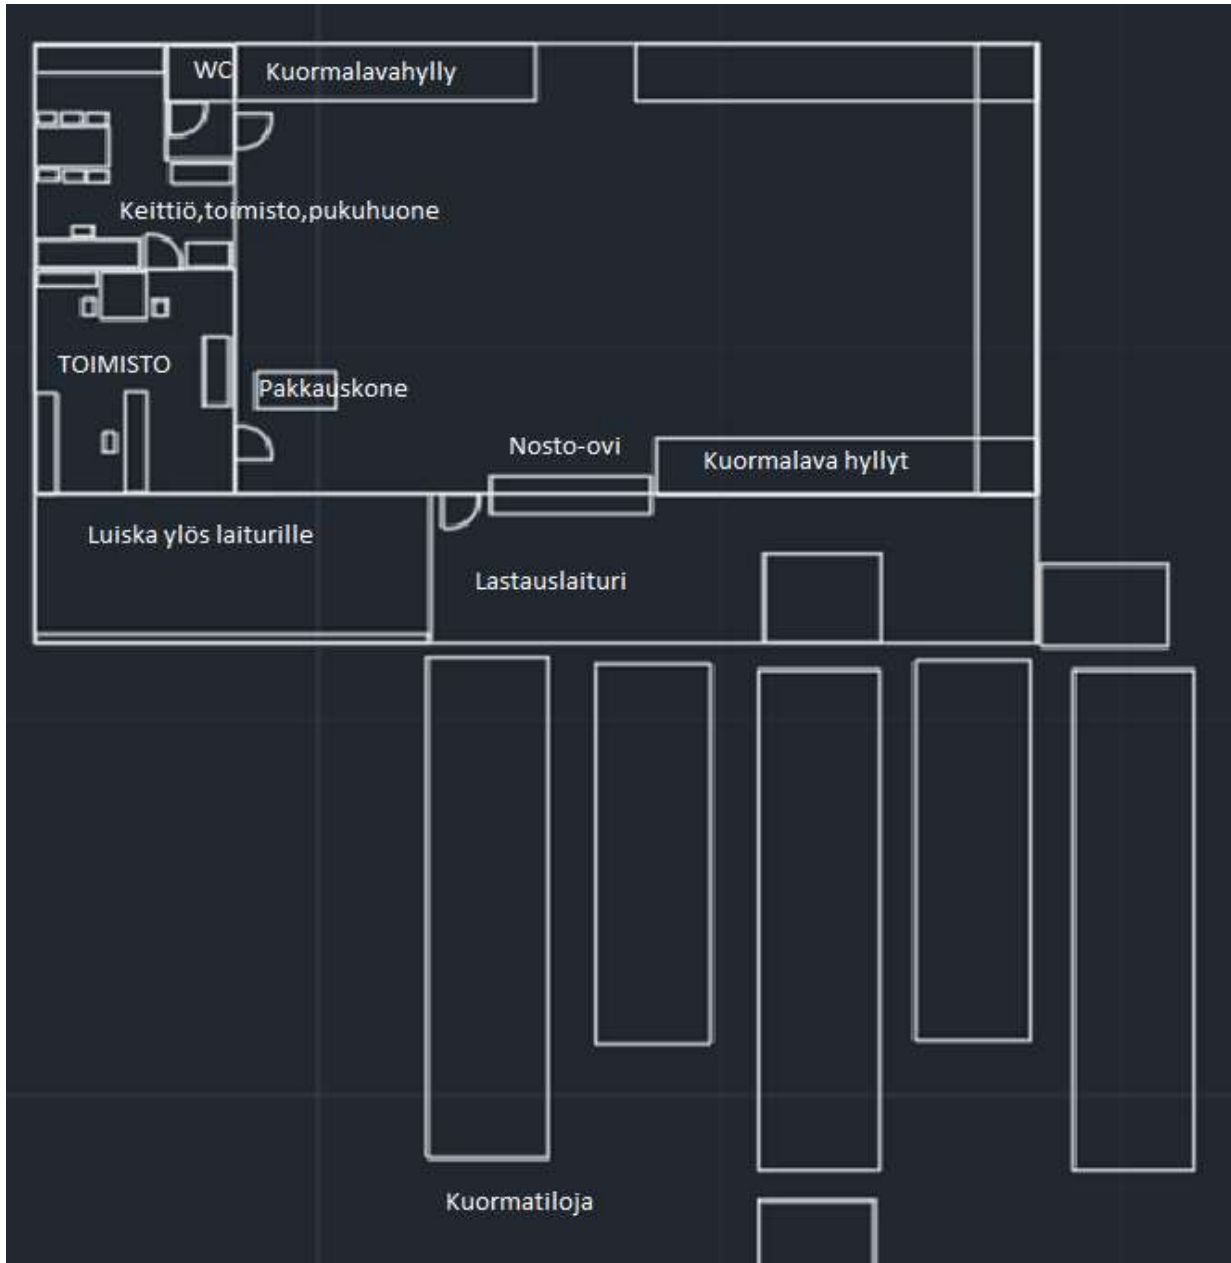 WC
Kuormalavahylly
Keittiö,toimisto,pukuhuone
TOIMISTO
Pakkauskone
Nosto-ovi
Kuormalava hyllyt
Luiska ylös laiturille
Lastauslaituri
Kuormatiloja